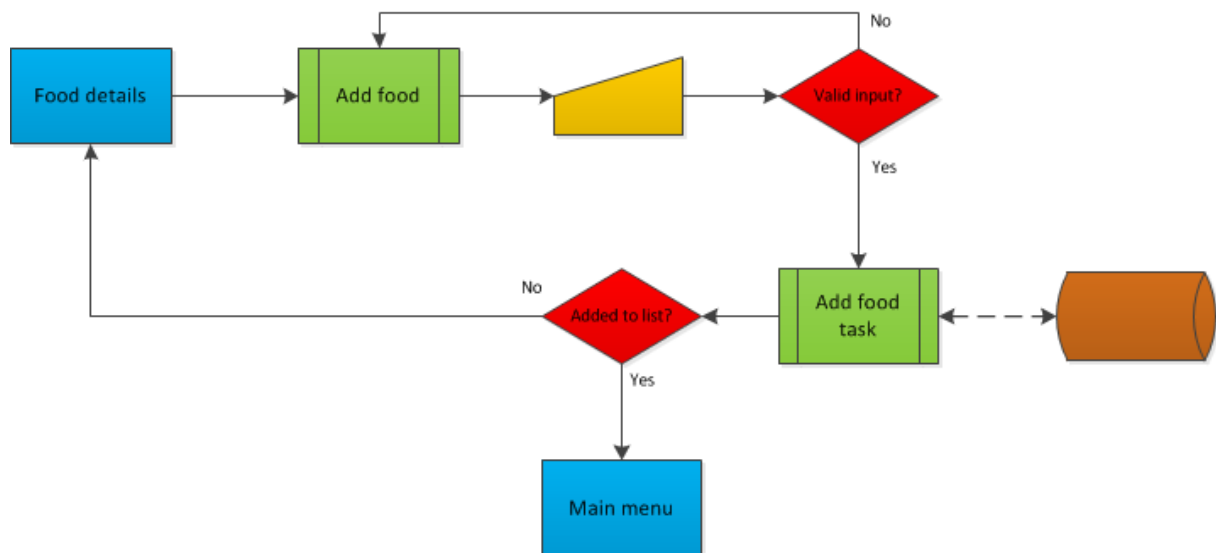 No
Food details
Add food
Valid input?
Yes
No
Added to list?
Add food
task
Yes
Main menu